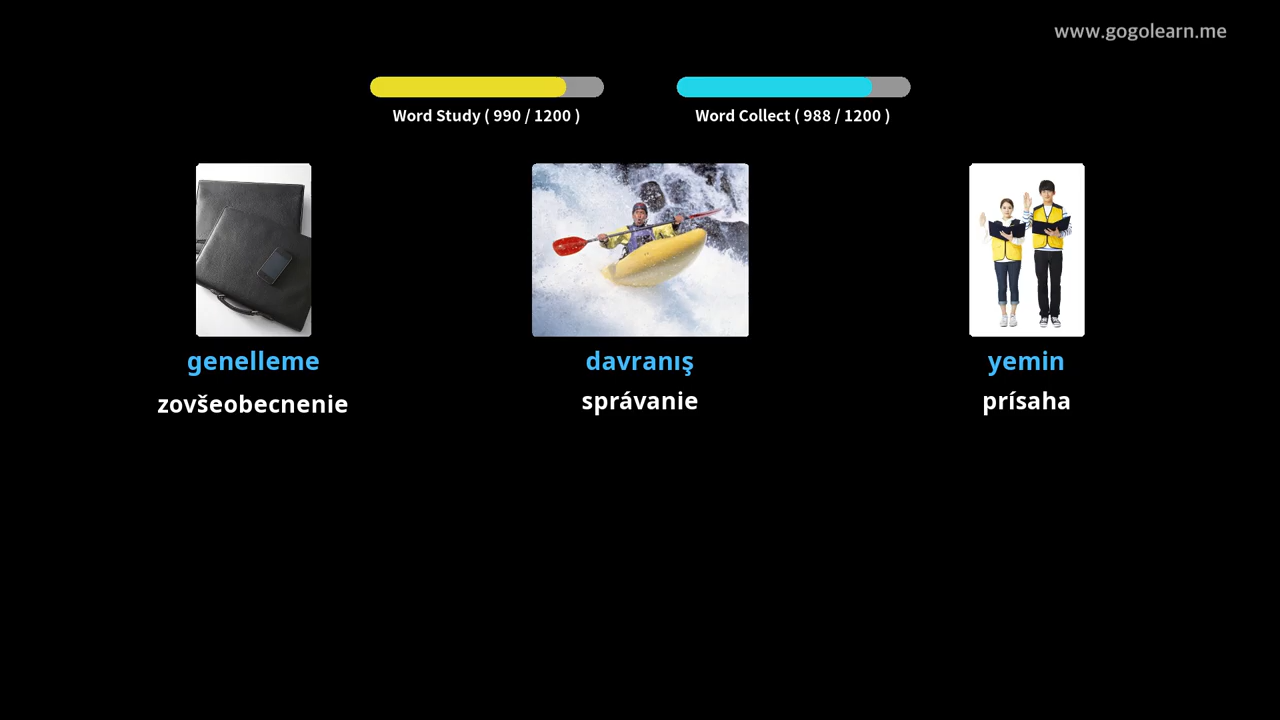 www.gogolearn.me
Word Study ( 990 / 1200 )
Word Collect ( 988 / 1200 )
genelleme
davranış
yemin
zovšeobecnenie
správanie
prísaha